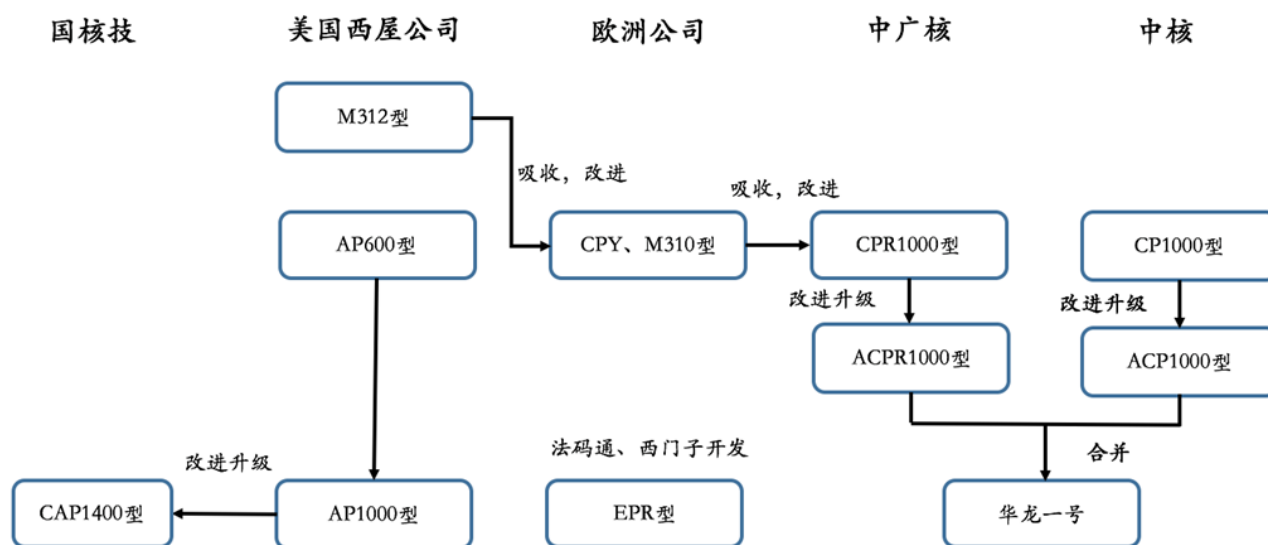 国核技
美国西屋公司
欧洲公司
中广核
中核
M312型
吸收，改进
吸收，改进
AP600型
CPY、M310型
CPR1000型
CP1000型
改进升级
改进升级
ACPR1000型
ACP1000型
法码通、西门子开发
合并
改进升级
CAP1400型
AP1000型
EPR型
华龙一号